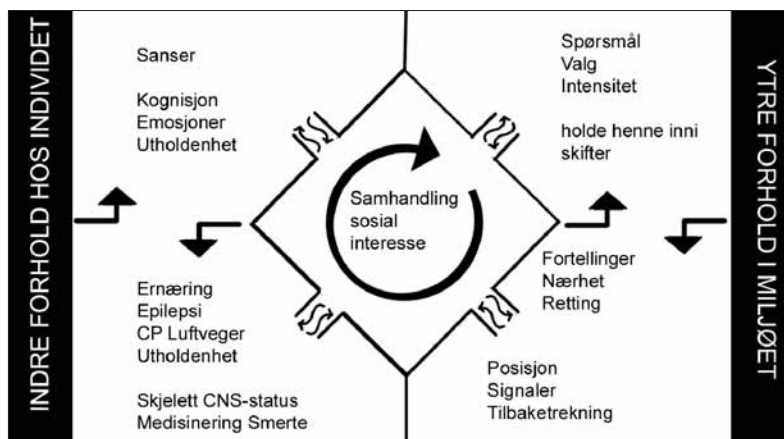 INDRE FORHOLD HOS INDIVIDET
Sanser
Kognisjon
Emosjoner
Utholdenhet
Ernæring
Epilepsi
CP Luftveger
Utholdenhet
Skjelett CNS-status
Medisinering Smerte
Samhandling
sosial
interesse
Spørsmål
Valg
Intensitet
holde henne inni
skifter
Fortellinger
Nærhet
Retting
Posisjon
Signaler
Tilbaketrekning
YTRE FORHOLD I MILJØET